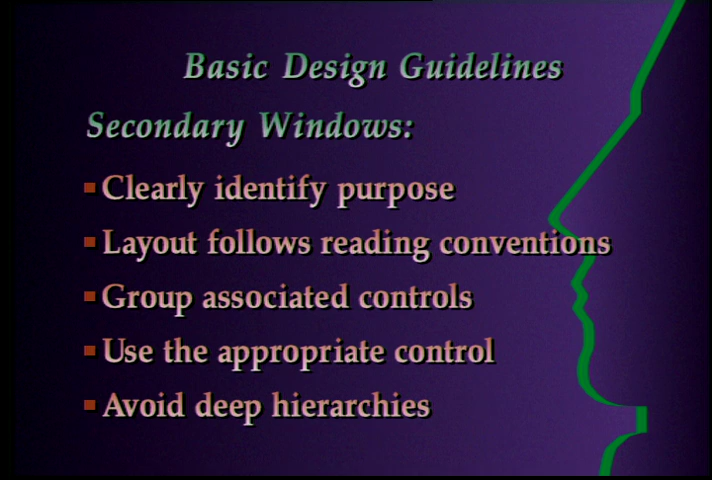 Basic Design Guidelines
Secondary Windows:
Clearly identify purpose
Layout follows reading conventions
Group associated controls
Use the appropriate control
Avoid deep hierarchies